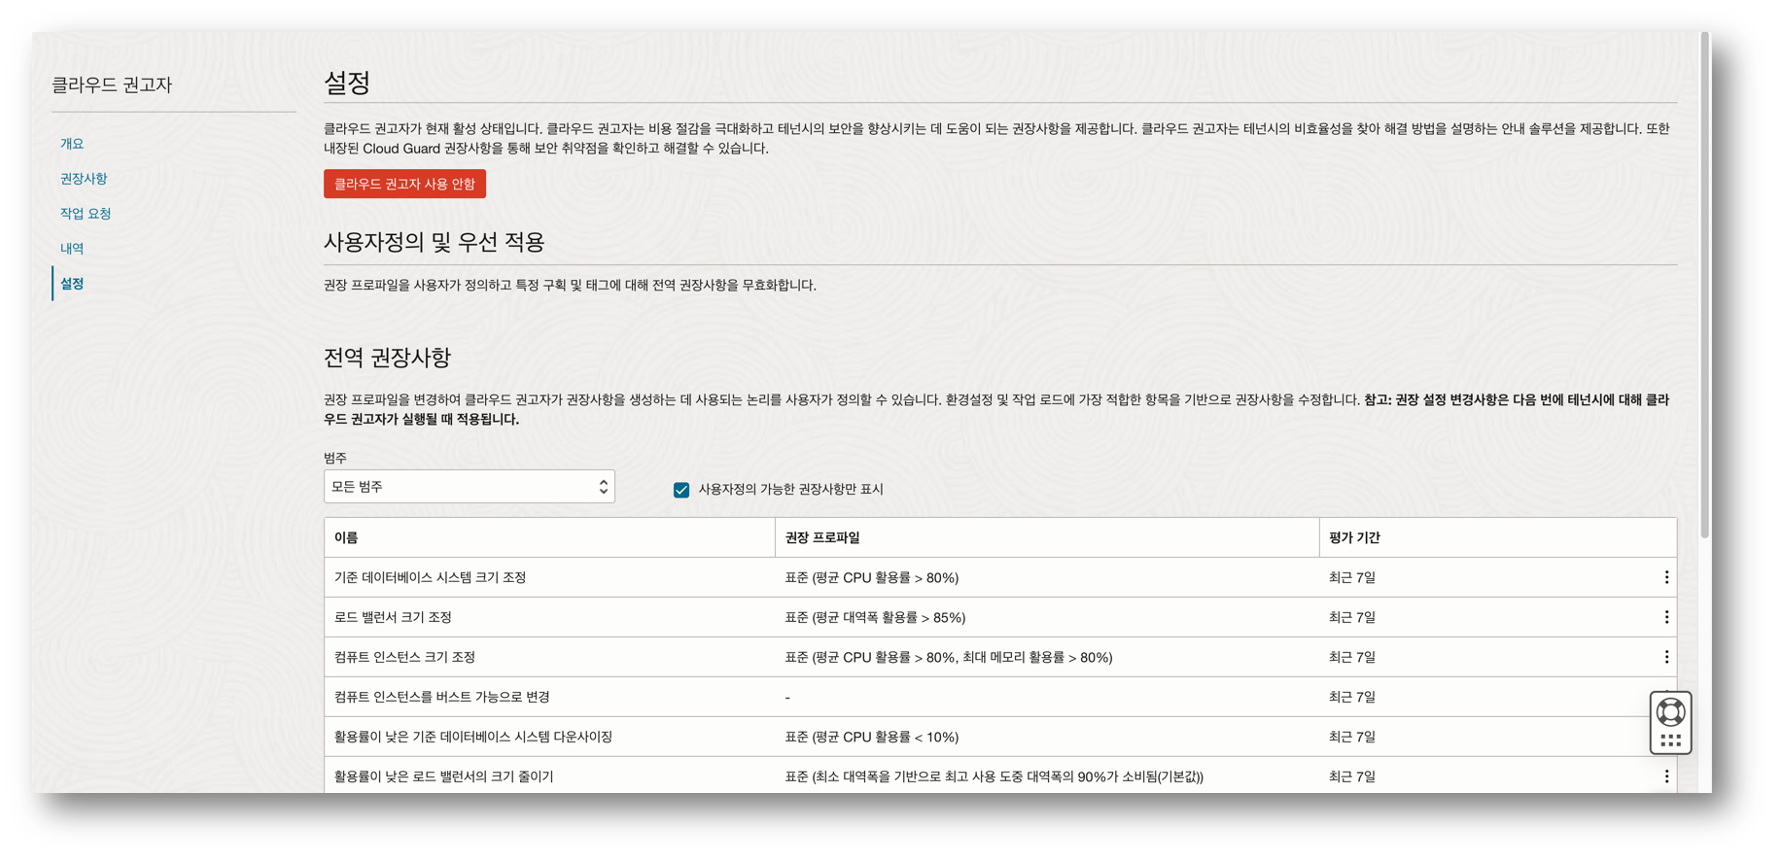 클라우드 권고자
개요
권장사항
작업 요청
내역
설정
설정
클라우드 권고자가 현재 활성 상태입니다. 클라우드 권고자는 비용 절감을 극대화하고 테넌시의 보안을 향상시키는 데 도움이 되는 권장사항을 제공합니다. 클라우드 권고자는 테넌시의 비효율성을 찾아 해결 방법을 설명하는 안내 솔루션을 제공합니다. 또한
내장된 Cloud Guard 권장사항을 통해 보안 취약점을 확인하고 해결할 수 있습니다.
클라우드 권고자 사용 안함
사용자정의 및 우선 적용
권장 프로파일을 사용자가 정의하고 특정 구획 및 태그에 대해 전역 권장사항을 무효화합니다.
전역 권장사항
권장 프로파일을 변경하여 클라우드 권고자가 권장사항을 생성하는 데 사용되는 논리를 사용자가 정의할 수 있습니다. 환경설정 및 작업 로드에 가장 적합한 항목을 기반으로 권장사항을 수정합니다. 참고: 권장 설정 변경사항은 다음 번에 테넌시에 대해 클라
우드 권고자가 실행될 때 적용됩니다.
범주
모든 범주
사용자정의 가능한 권장사항만 표시
이름 권장 프로파일 평가 기간
기준 데이터베이스 시스템 크기 조정 표준 (평균 CPU 활용률 > 80%) 최근 7일
로드 밸런서 크기 조정 표준 (평균 대역폭 활용률 > 85%) 최근 7일
컴퓨트 인스턴스 크기 조정 표준 (평균 CPU 활용률 > 80%, 최대 메모리 활용률 > 80%) 최근 7일
컴퓨트 인스턴스를 버스트 가능으로 변경 - 최근 7일
활용률이 낮은 기준 데이터베이스 시스템 다운사이징 표준 (평균 CPU 활용률 < 10%) 최근 7일
활용률이 낮은 로드 밸런서의 크기 줄이기 표준 (최소 대역폭을 기반으로 최고 사용 도중 대역폭의 90%가 소비됨(기본값)) 최근 7일